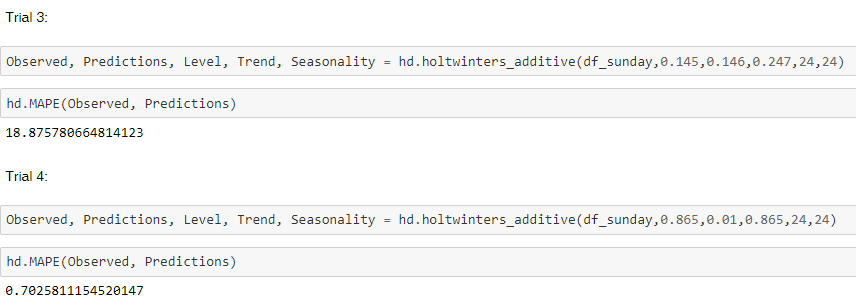 Trial 3:
Observed, Predictions, Level, Trend, Seasonality = hd.holtwinters_additive(df_sunday,0.145,0.146,0.247,24,24)
hd.MAPE(Observed, Predictions)
18.875780664814123
Trial 4:
Observed, Predictions, Level, Trend, Seasonality = hd.holtwinters_additive(df_sunday,0.865,0.01,0.865,24,24)
hd.MAPE(Observed, Predictions)
0.7025811154520147